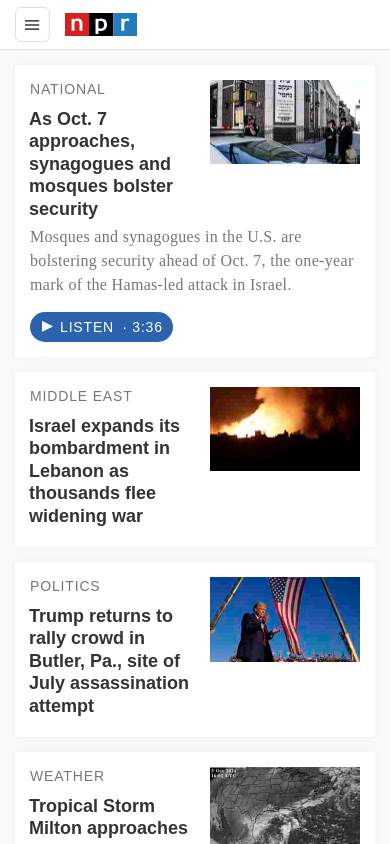 npr
NATIONAL
As Oct. 7
approaches,
synagogues and
mosques bolster
security
Mosques and synagogues in the U.S. are
bolstering security ahead of Oct. 7, the one-year
mark of the Hamas-led attack in Israel.
LISTEN · 3:36
MIDDLE EAST
Israel expands its
bombardment in
Lebanon as
thousands flee
widening war
POLITICS
Trump returns to
rally crowd in
Butler, Pa., site of
July assassination
attempt
WEATHER
Tropical Storm
Milton approaches